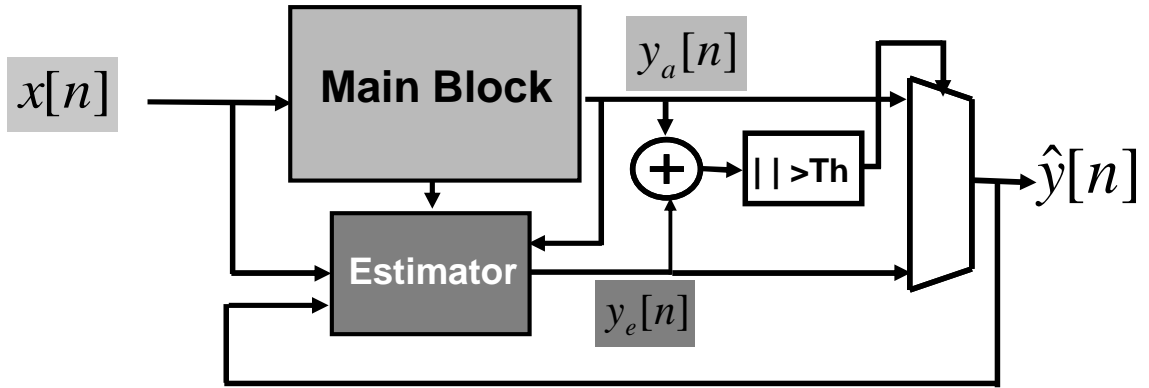 x[n]
Main Block
y_a[n]
+
| | >Th
ŷ[n]
Estimator
y_e[n]